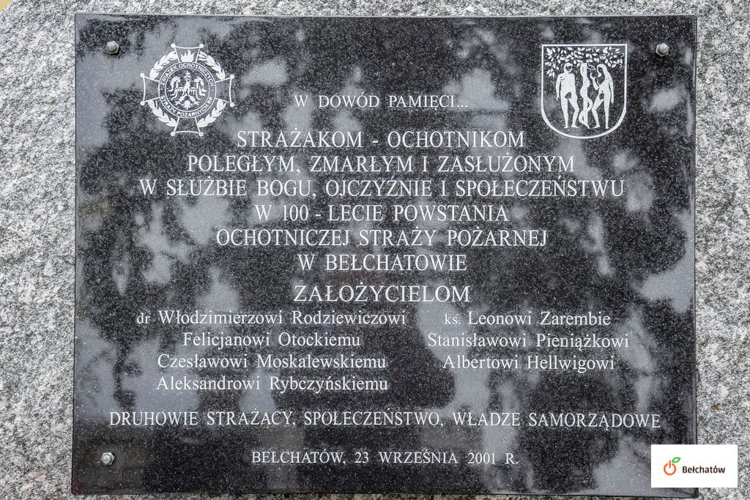 W DOWÓD PAMIĘCI...
STRAŻAKOM - OCHOTNIKOM
POLEGŁYM, ZMARŁYM I ZASŁUŻONYM
W SŁUŻBIE BOGU, OJCZYŹNIE I SPOŁECZEŃSTWU
W 100 - LECIE POWSTANIA
OCHOTNICZEJ STRAŻY POŻARNEJ
W BEŁCHATOWIE
ZAŁOŻYCIELOM
dr Włodzimierzowi Rodziewiczowi
Felicjanowi Otockiemu
Czesławowi Moskalewskiemu
Aleksandrowi Rybczyńskiemu
ks. Leonowi Zarembie
Stanisławowi Pieniążkowi
Albertowi Hellwigowi
DRUHOWIE STRAŻACY, SPOŁECZEŃSTWO, WŁADZE SAMORZĄDOWE
BEŁCHATÓW, 23 WRZEŚNIA 2001 R.
Bełchatów